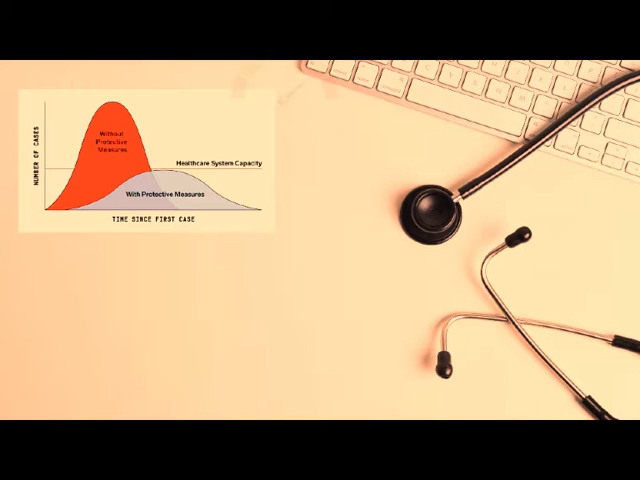 Without
Protective
Measures
Healthcare System Capacity
With Protective Measures
NUMBER OF CASES
TIME SINCE FIRST CASE